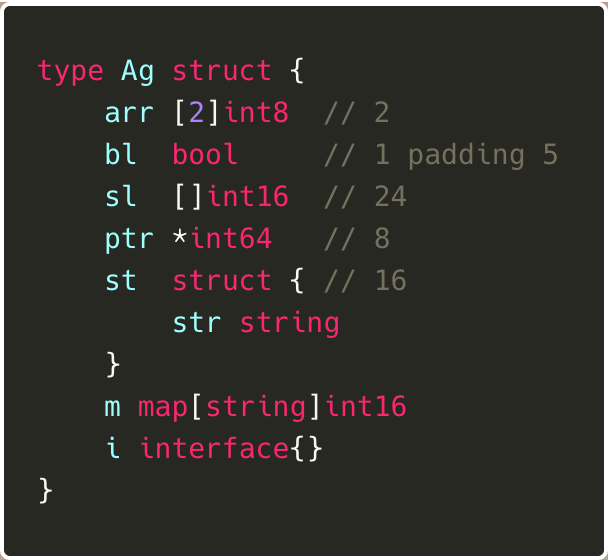 type Ag struct {
    arr [2]int8  // 2
    bl  bool     // 1 padding 5
    sl  []int16  // 24
    ptr *int64   // 8
    st  struct { // 16
        str string
    }
    m map[string]int16
    i interface{}
}